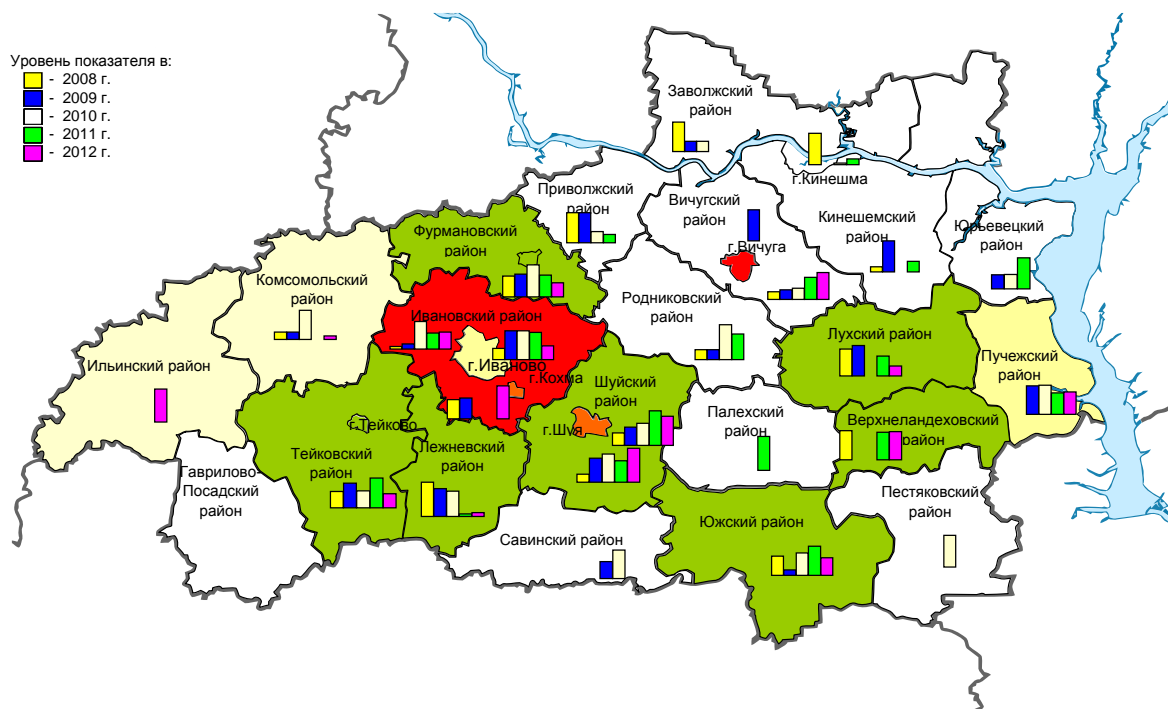 Уровень показателя в:
- 2008 г.
- 2009 г.
- 2010 г.
- 2011 г.
- 2012 г.
Заволжский
район
г.Кинешма
Приволжский
район
Вичугский
район
г.Вичуга
Кинешемский
район
Юрьевецкий
район
Фурмановский
район
Комсомольский
район
Ивановский район
г.Иваново
г.Кохма
Родниковский
район
Лухский район
Пучежский
район
Ильинский район
Шуйский
район
г.Шуя
Палехский
район
Верхнеландеховский
район
г.Тейково
Тейковский
район
Лежневский
район
Гаврилово-
Посадский
район
Пестяковский
район
Южский район
Савинский район